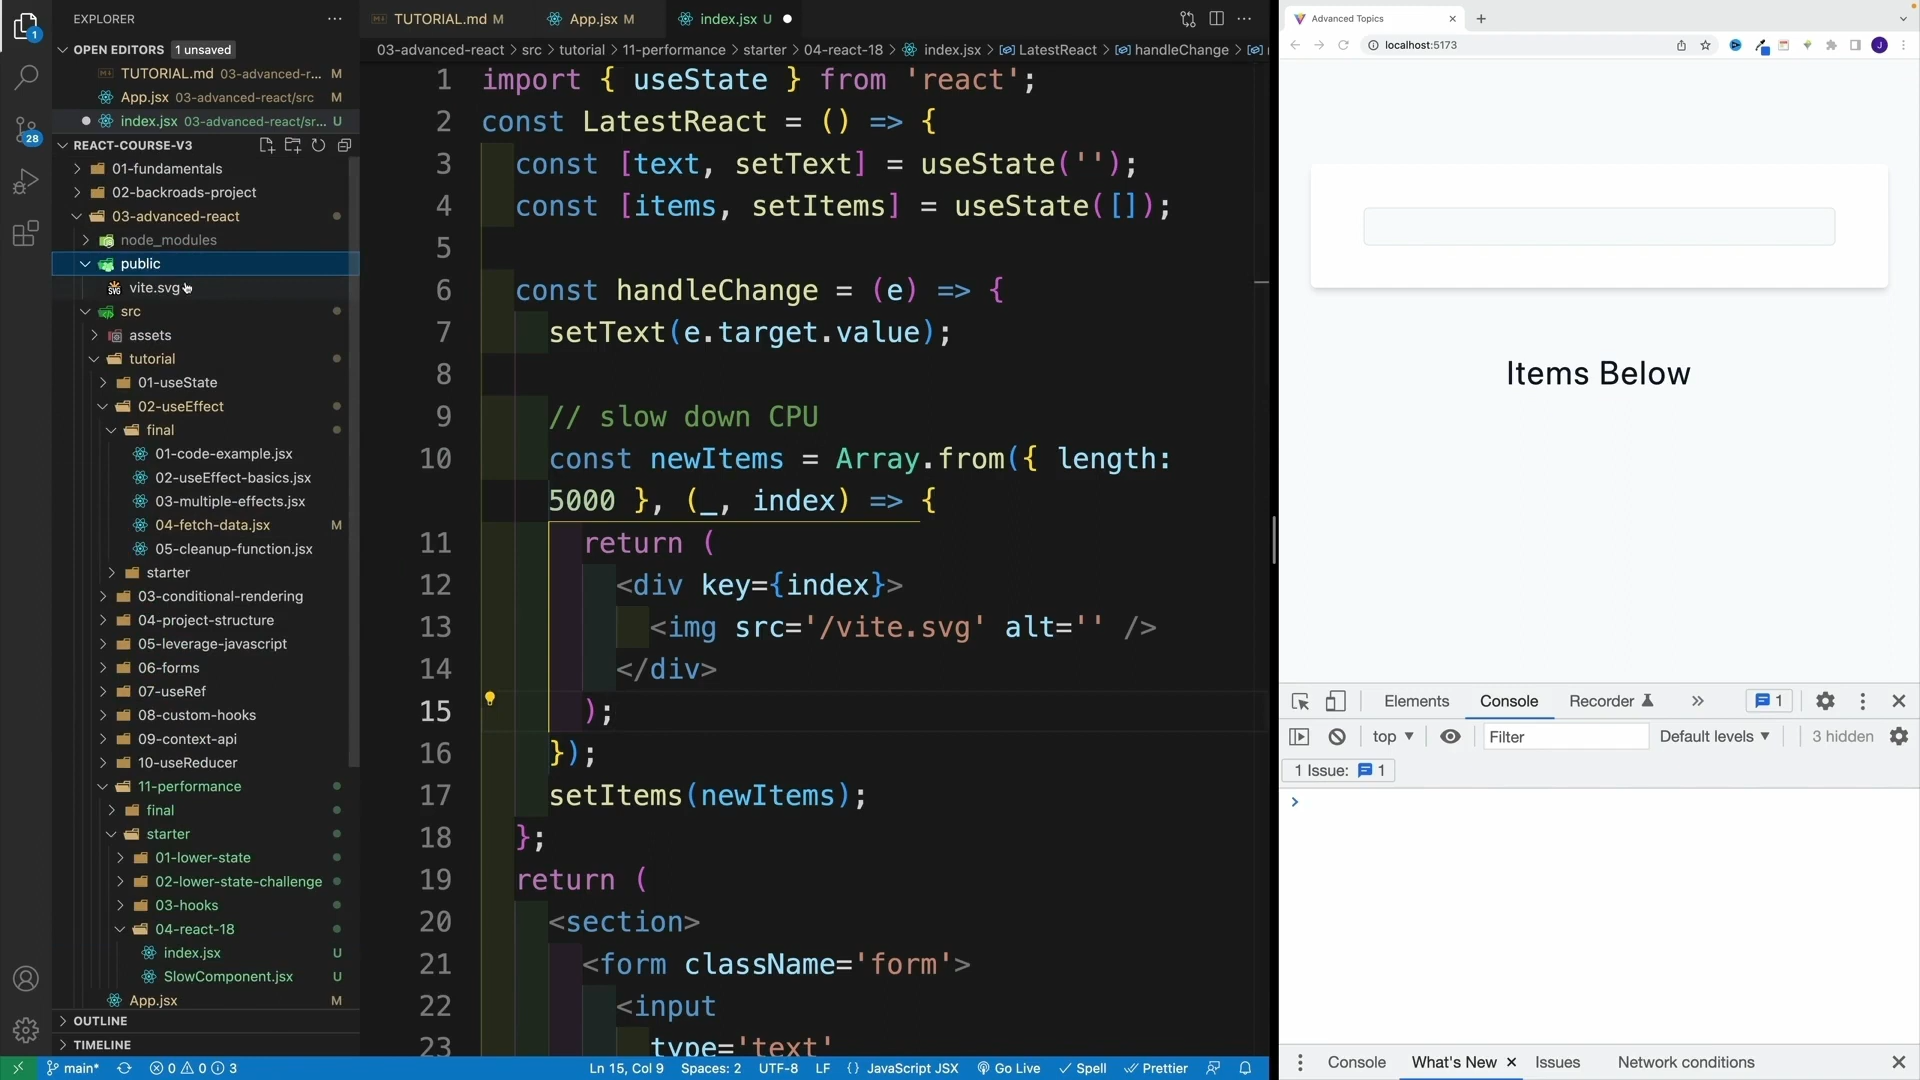 EXPLORER
OPEN EDITORS 1 unsaved
TUTORIAL.md 03-advanced-r... M
App.jsx 03-advanced-react/src M
index.jsx 03-advanced-react/sr... U
REACT-COURSE-V3
01-fundamentals
02-backroads-project
03-advanced-react
node_modules
public
vite.svg
src
assets
tutorial
01-useState
02-useEffect
final
01-code-example.jsx
02-useEffect-basics.jsx
03-multiple-effects.jsx
04-fetch-data.jsx M
05-cleanup-function.jsx
starter
03-conditional-rendering
04-project-structure
05-leverage-javascript
06-forms
07-useRef
08-custom-hooks
09-context-api
10-useReducer
11-performance
final
starter
01-lower-state
02-lower-state-challenge
03-hooks
04-react-18
index.jsx U
SlowComponent.jsx U
App.jsx M
OUTLINE
TIMELINE
1
28
TUTORIAL.md M
App.jsx M
index.jsx U
03-advanced-react > src > tutorial > 11-performance > starter > 04-react-18 > index.jsx > LatestReact > handleChange >
1 import { useState } from 'react';
2 const LatestReact = () => {
3 const [text, setText] = useState('');
4 const [items, setItems] = useState([]);
5
6 const handleChange = (e) => {
7 setText(e.target.value);
8
9 // slow down CPU
10 const newItems = Array.from({ length:
5000 }, (_, index) => {
11 return (
12 <div key={index}>
13 <img src='/vite.svg' alt='' />
14 </div>
15 );
16 });
17 setItems(newItems);
18 };
19 return (
20 <section>
21 <form className='form'>
22 <input
23 type='text'
main* 0 0 3 Ln 15, Col 9 Spaces: 2 UTF-8 LF {} JavaScript JSX Go Live Spell Prettier
Advanced Topics
localhost:5173
J
Items Below
Elements Console Recorder 1
top Filter Default levels 3 hidden
1 Issue: 1
Console What's New Issues Network conditions